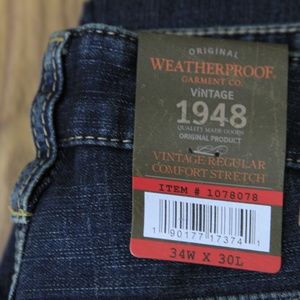 ORIGINAL
WEATHERPROOF
GARMENT CO.
VINTAGE
1948
QUALITY MADE GOODS
ORIGINAL PRODUCT
VINTAGE REGULAR
COMFORT STRETCH
ITEM # 1078078
1 90177 17374 1
34W X 30L